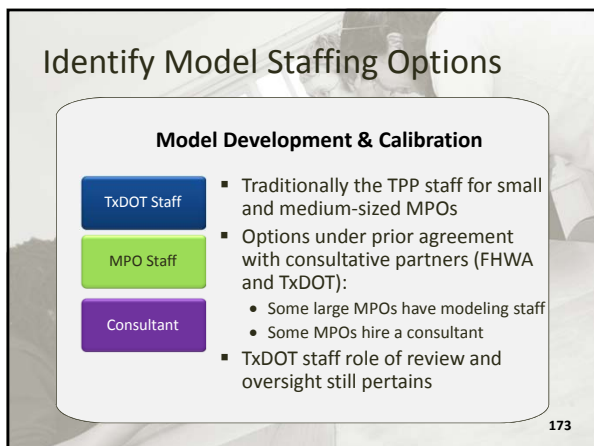 Identify Model Staffing Options
Model Development & Calibration
TxDOT Staff
MPO Staff
Consultant
▪ Traditionally the TPP staff for small
and medium-sized MPOs
▪ Options under prior agreement
with consultative partners (FHWA
and TxDOT):
• Some large MPOs have modeling staff
• Some MPOs hire a consultant
▪ TxDOT staff role of review and
oversight still pertains
173